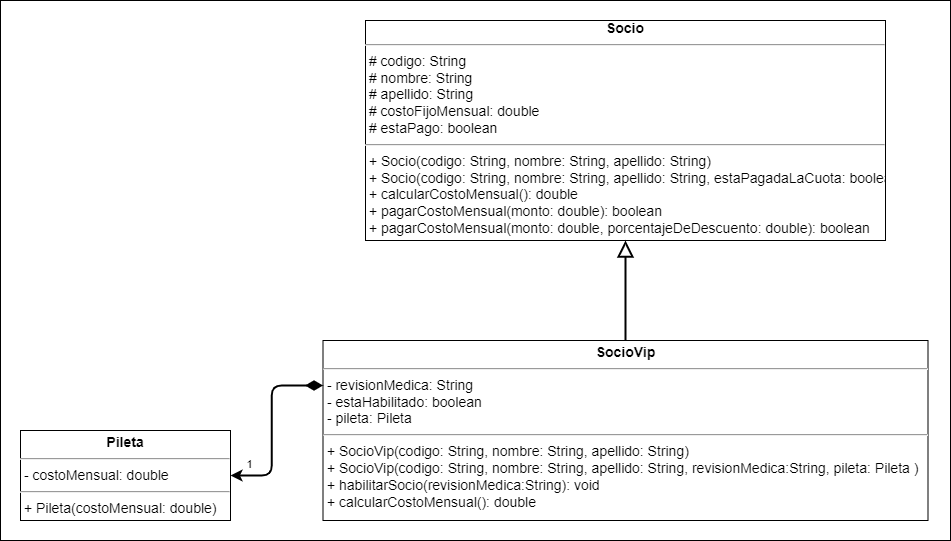 Socio
# codigo: String
# nombre: String
# apellido: String
# costoFijoMensual: double
# estaPago: boolean
+ Socio(codigo: String, nombre: String, apellido: String)
+ Socio(codigo: String, nombre: String, apellido: String, estaPagadaLaCuota: boole
+ calcularCostoMensual(): double
+ pagarCostoMensual(monto: double): boolean
+ pagarCostoMensual(monto: double, porcentajeDeDescuento: double): boolean
SocioVip
- revisionMedica: String
- estaHabilitado: boolean
- pileta: Pileta
+ SocioVip(codigo: String, nombre: String, apellido: String)
+ SocioVip(codigo: String, nombre: String, apellido: String, revisionMedica:String, pileta: Pileta )
+ habilitarSocio(revisionMedica:String): void
+ calcularCostoMensual(): double
1
Pileta
- costoMensual: double
+ Pileta(costoMensual: double)